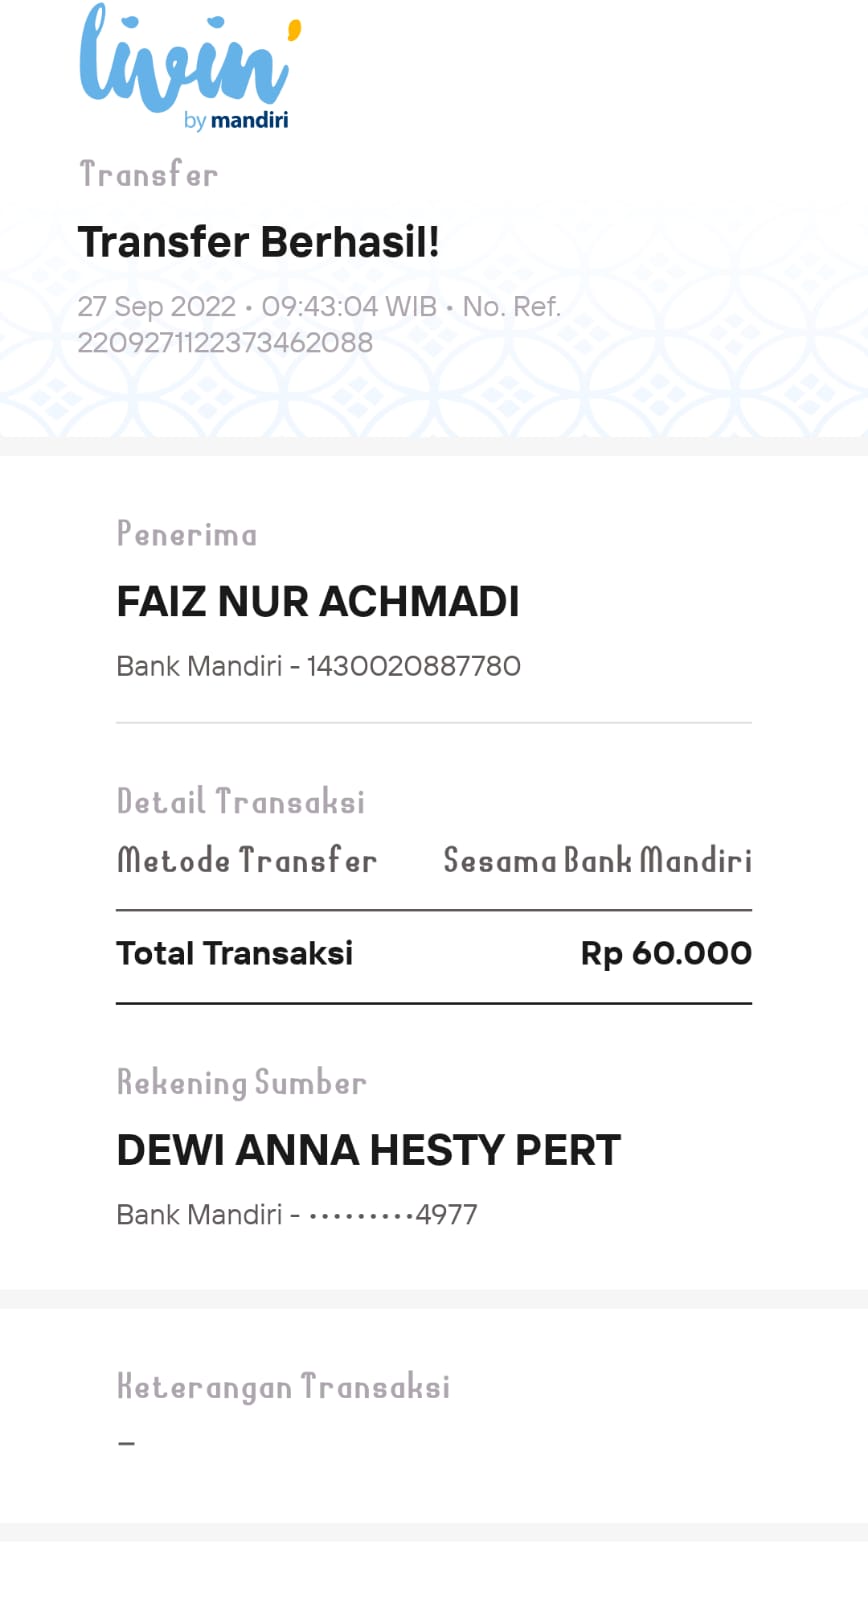 livin'
by mandiri
Transfer
Transfer Berhasil!
27 Sep 2022 • 09:43:04 WIB • No. Ref.
2209271122373462088
Penerima
FAIZ NUR ACHMADI
Bank Mandiri - 1430020887780
Detail Transaksi
Metode Transfer Sesama Bank Mandiri
Total Transaksi Rp 60.000
Rekening Sumber
DEWI ANNA HESTY PERT
Bank Mandiri - •••••••••4977
Keterangan Transaksi
–